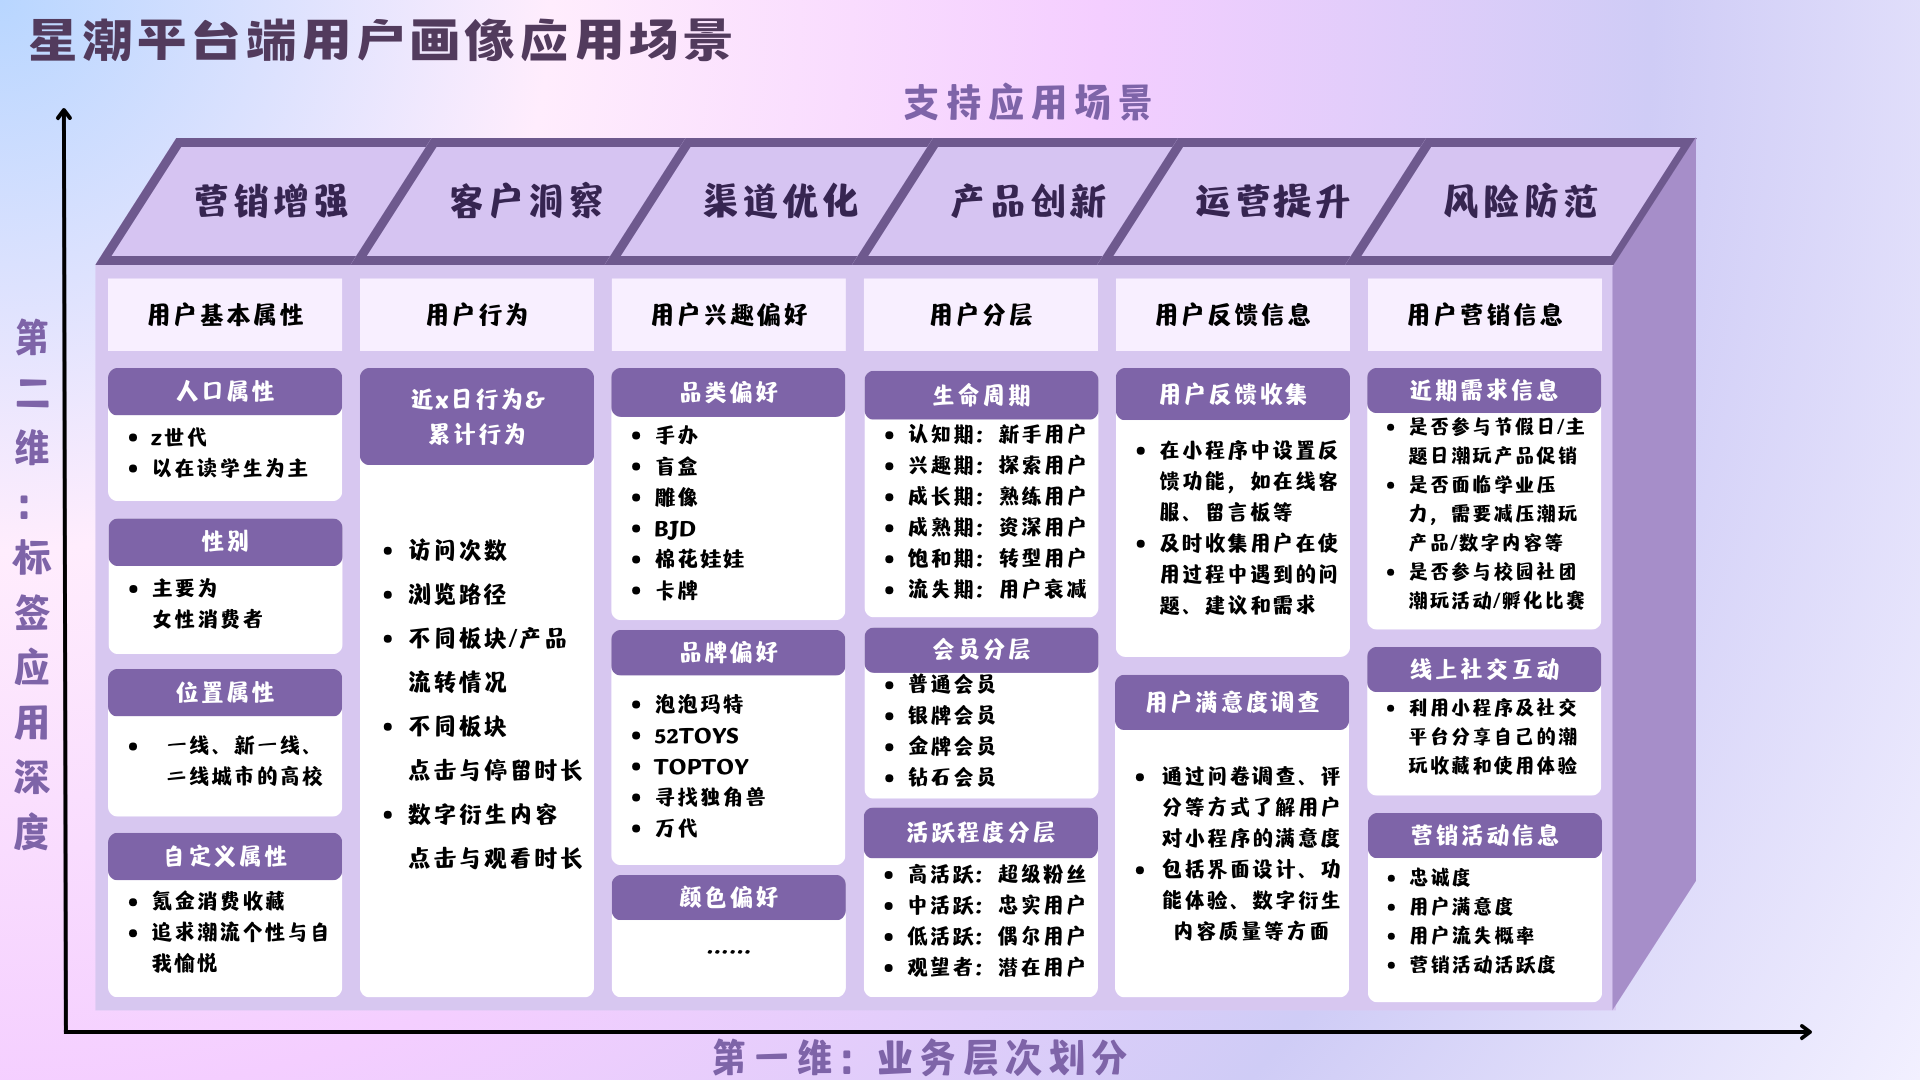 星潮平台端用户画像应用场景
支持应用场景
营销增强
客户洞察
渠道优化
产品创新
运营提升
风险防范
第二维：标签应用深度
用户基本属性
人口属性
• z世代
• 以在读学生为主
性别
• 主要为
女性消费者
位置属性
• 一线、新一线、
二线城市的高校
自定义属性
• 氪金消费收藏
• 追求潮流个性与自
我愉悦
用户行为
近x日行为&
累计行为
• 访问次数
• 浏览路径
• 不同板块/产品
流转情况
• 不同板块
点击与停留时长
• 数字衍生内容
点击与观看时长
用户兴趣偏好
品类偏好
• 手办
• 盲盒
• 雕像
• BJD
• 棉花娃娃
• 卡牌
品牌偏好
• 泡泡玛特
• 52TOYS
• TOPTOY
• 寻找独角兽
• 万代
颜色偏好
……
用户分层
生命周期
• 认知期：新手用户
• 兴趣期：探索用户
• 成长期：熟练用户
• 成熟期：资深用户
• 饱和期：转型用户
• 流失期：用户衰减
会员分层
• 普通会员
• 银牌会员
• 金牌会员
• 钻石会员
活跃程度分层
• 高活跃：超级粉丝
• 中活跃：忠实用户
• 低活跃：偶尔用户
• 观望者：潜在用户
用户反馈信息
用户反馈收集
• 在小程序中设置反
馈功能，如在线客
服、留言板等
• 及时收集用户在使
用过程中遇到的问
题、建议和需求
用户满意度调查
• 通过问卷调查、评
分等方式了解用户
对小程序的满意度
• 包括界面设计、功
能体验、数字衍生
内容质量等方面
用户营销信息
近期需求信息
• 是否参与节假日/主
题日潮玩产品促销
• 是否面临学业压
力，需要减压潮玩
产品/数字内容等
• 是否参与校园社团
潮玩活动/孵化比赛
线上社交互动
• 利用小程序及社交
平台分享自己的潮
玩收藏和使用体验
营销活动信息
• 忠诚度
• 用户满意度
• 用户流失概率
• 营销活动活跃度
第一维：业务层次划分